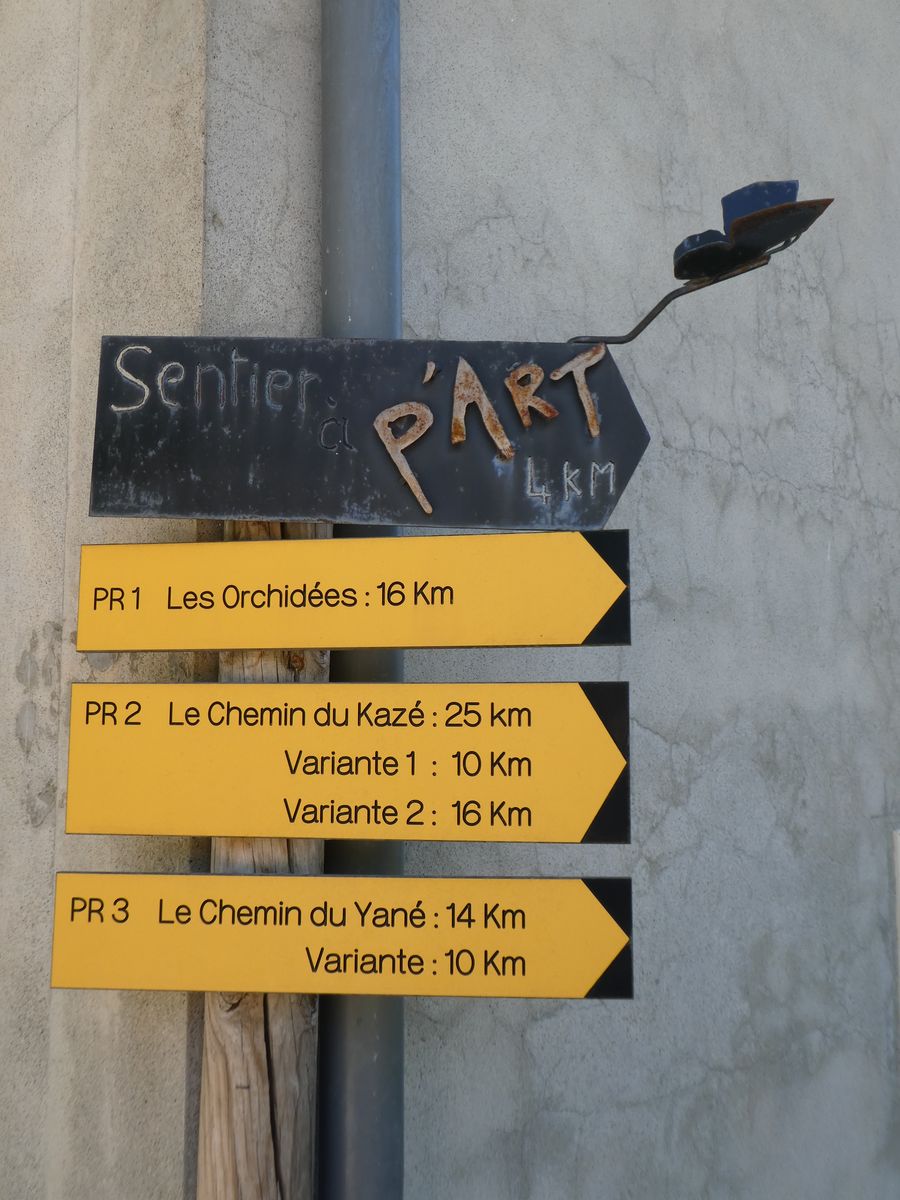 Sentier
à p'ART
4 KM
PR 1 Les Orchidées : 16 Km
PR 2 Le Chemin du Kazé : 25 km
Variante 1 : 10 Km
Variante 2 : 16 Km
PR 3 Le Chemin du Yané : 14 Km
Variante : 10 Km